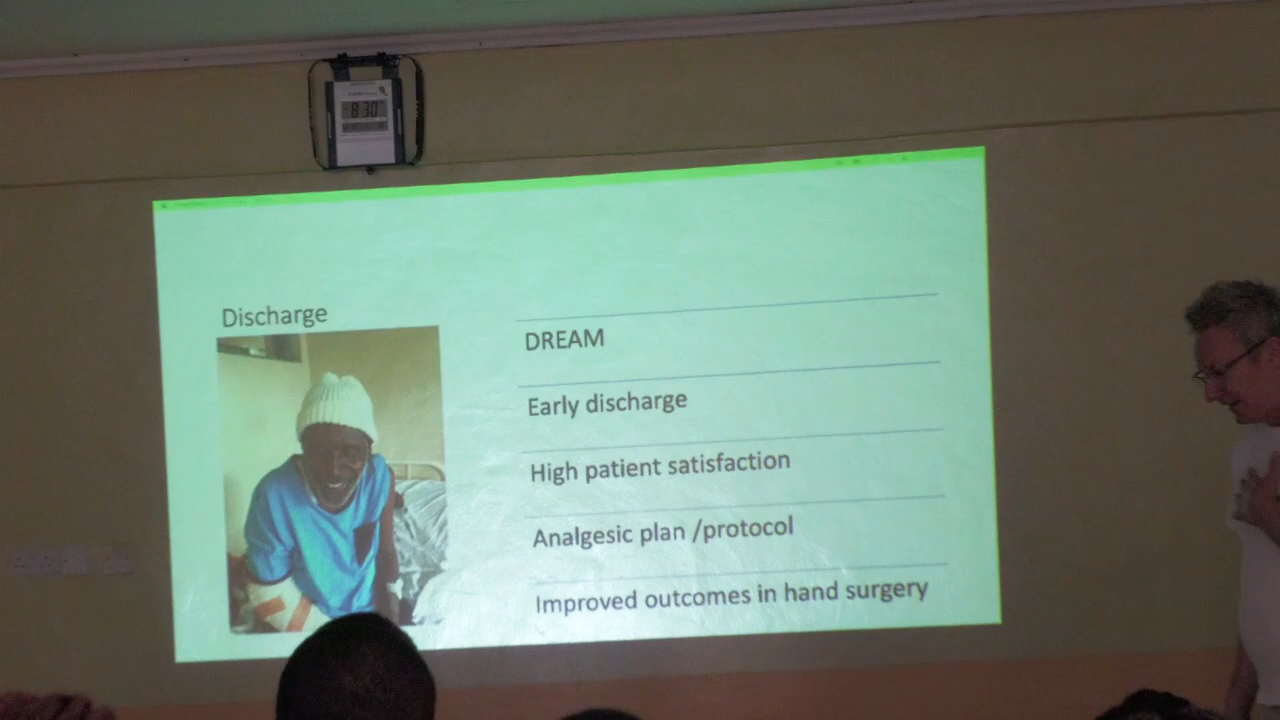 8:30
Discharge
DREAM
Early discharge
High patient satisfaction
Analgesic plan /protocol
Improved outcomes in hand surgery